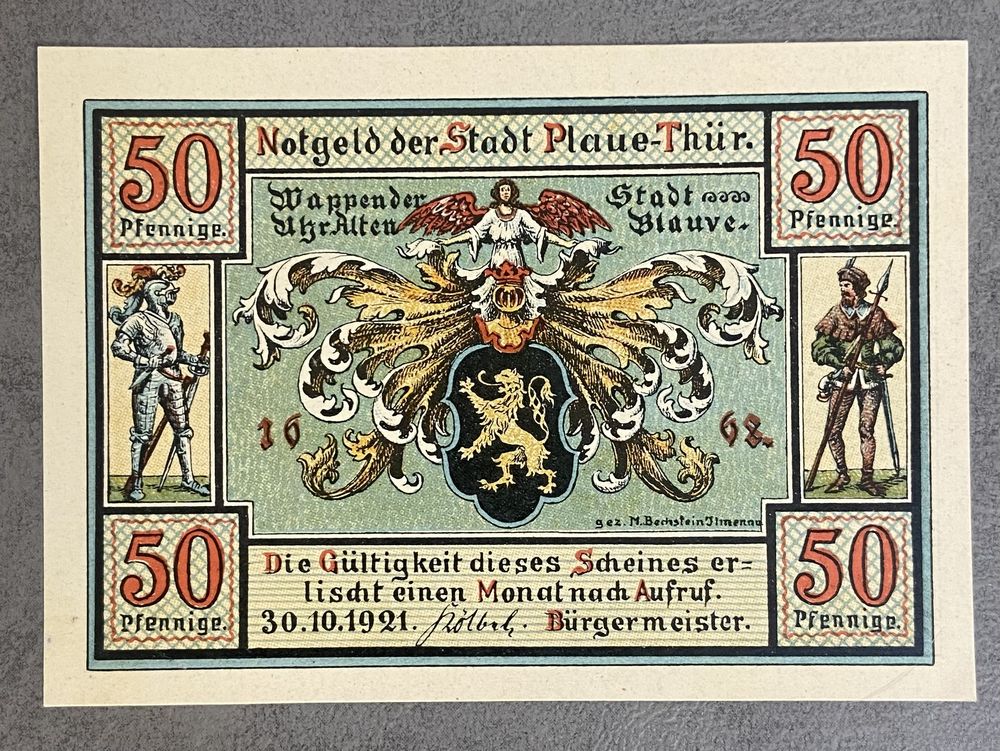 50
Pfennige.
Notgeld der Stadt Plaue-Thür.
50
Pfennige.
Wappen der Stadt
Uhr Alten Blauve.
16 68.
gez. M. Bechstein Ilmenau
50
Pfennige.
Die Gültigkeit dieses Scheines er=
lischt einen Monat nach Aufruf.
30.10.1921. Bürgermeister.
50
Pfennige.